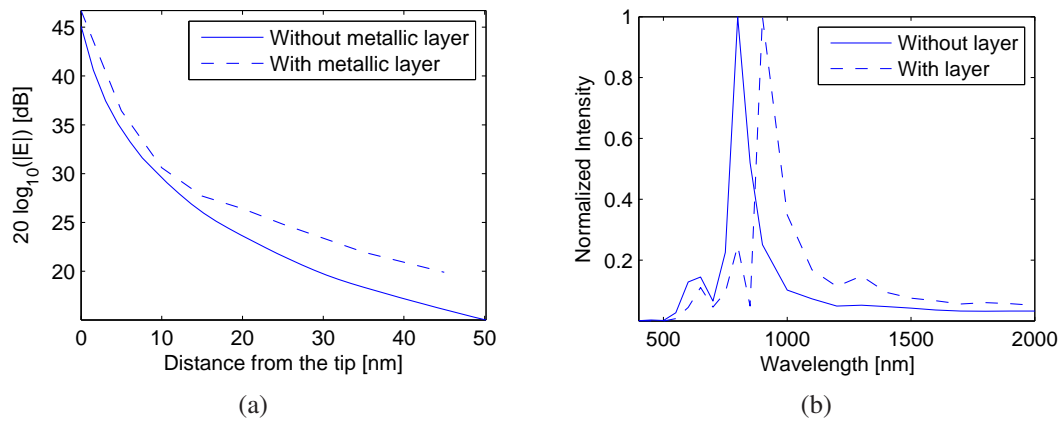 45
40
35
30
25
20
0
10
20
30
40
50
20 log10(|E|) [dB]
Distance from the tip [nm]
Without metallic layer
With metallic layer
(a)
1
0.8
0.6
0.4
0.2
500
1000
1500
2000
Normalized Intensity
Wavelength [nm]
Without layer
With layer
(b)